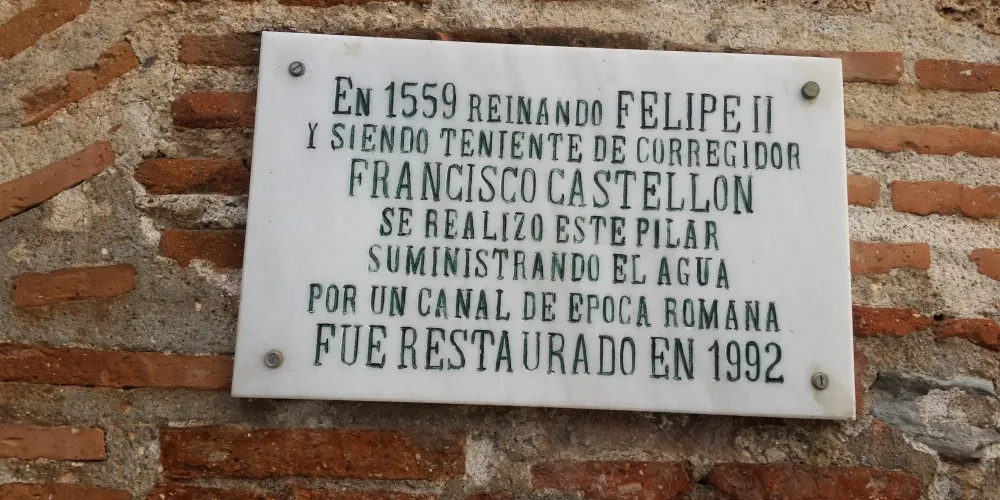 En 1559 REINANDO FELIPE II
Y SIENDO TENIENTE DE CORREGIDOR
FRANCISCO CASTELLON
SE REALIZO ESTE PILAR
SUMINISTRANDO EL AGUA
POR UN CANAL DE EPOCA ROMANA
FUE RESTAURADO EN 1992